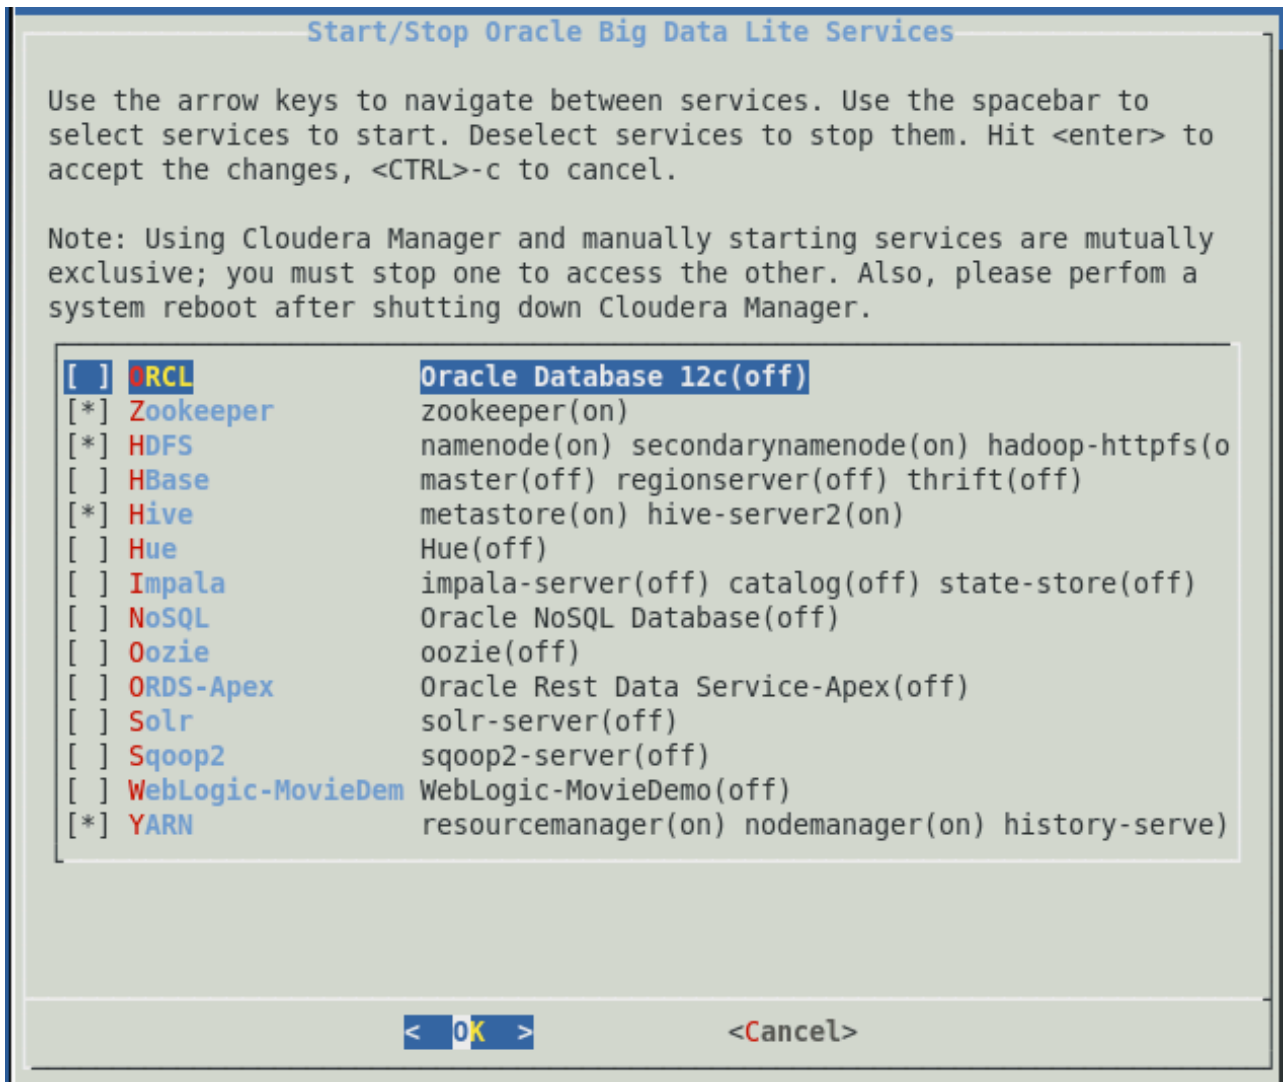 Start/Stop Oracle Big Data Lite Services
Use the arrow keys to navigate between services. Use the spacebar to
select services to start. Deselect services to stop them. Hit <enter> to
accept the changes, <CTRL>-c to cancel.
Note: Using Cloudera Manager and manually starting services are mutually
exclusive; you must stop one to access the other. Also, please perfom a
system reboot after shutting down Cloudera Manager.
[ ] ORCL Oracle Database 12c(off)
[*] Zookeeper zookeeper(on)
[*] HDFS namenode(on) secondarynamenode(on) hadoop-httpfs(o
[ ] HBase master(off) regionserver(off) thrift(off)
[*] Hive metastore(on) hive-server2(on)
[ ] Hue Hue(off)
[ ] Impala impala-server(off) catalog(off) state-store(off)
[ ] NoSQL Oracle NoSQL Database(off)
[ ] Oozie oozie(off)
[ ] ORDS-Apex Oracle Rest Data Service-Apex(off)
[ ] Solr solr-server(off)
[ ] Sqoop2 sqoop2-server(off)
[ ] WebLogic-MovieDem WebLogic-MovieDemo(off)
[*] YARN resourcemanager(on) nodemanager(on) history-serve)
< OK > <Cancel>